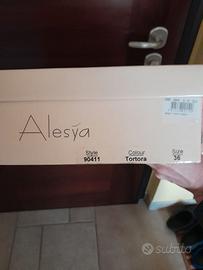 Alesya
Style Colour Size
90411 Tortora 36
subito